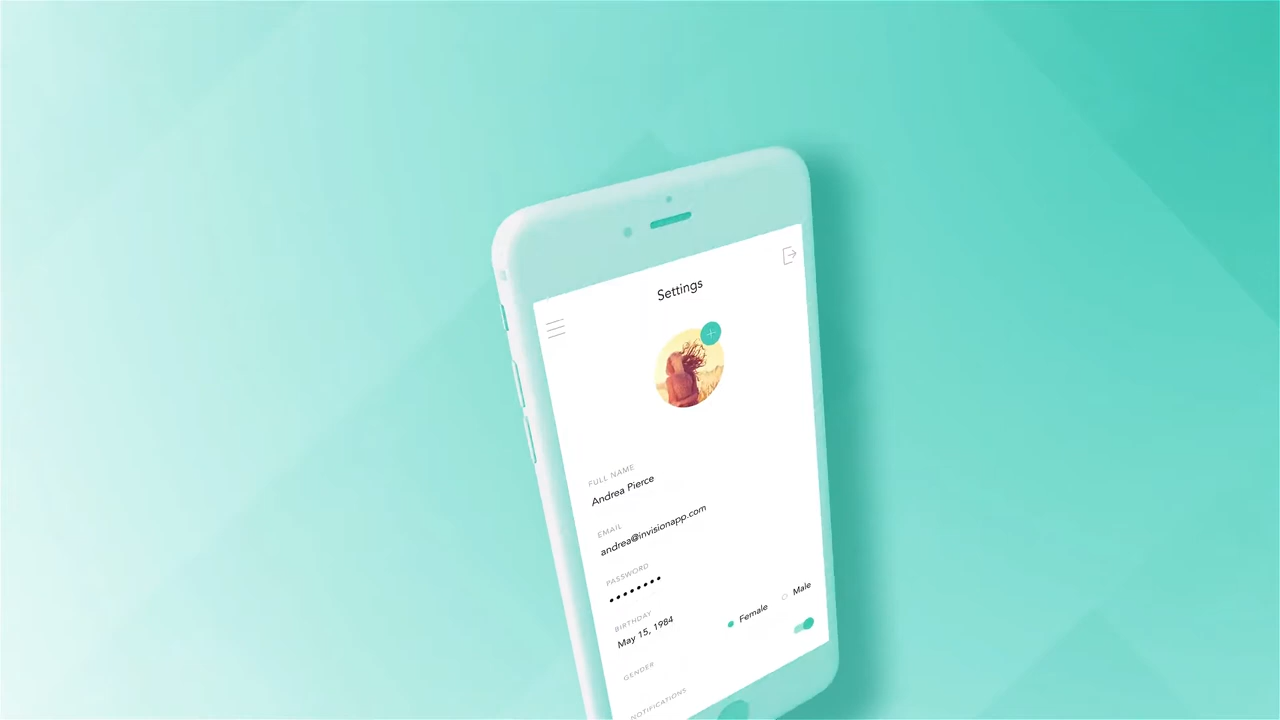 Settings
FULL NAME
Andrea Pierce
EMAIL
andrea@invisionapp.com
PASSWORD
BIRTHDAY
May 15, 1984
GENDER
Female Male
NOTIFICATIONS